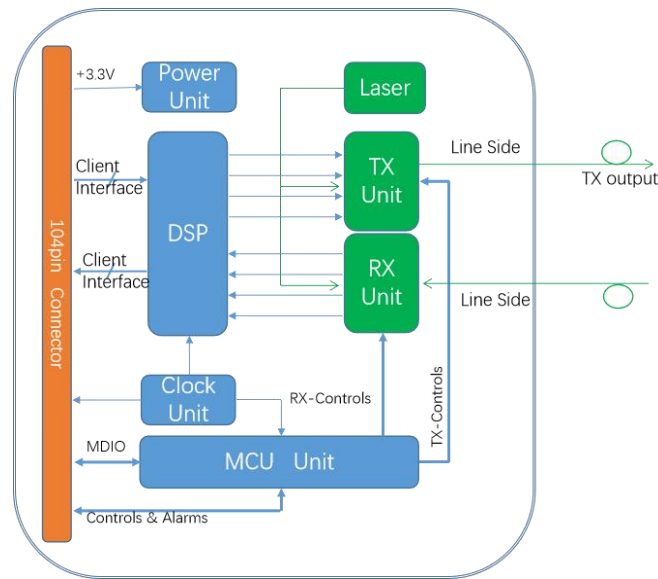 +3.3V
Power
Unit
Laser
Client
Interface
DSP
TX
Unit
Line Side
TX output
104pin Connector
Client
Interface
RX
Unit
Line Side
Clock
Unit
RX-Controls
TX-Controls
MDIO
MCU Unit
Controls & Alarms